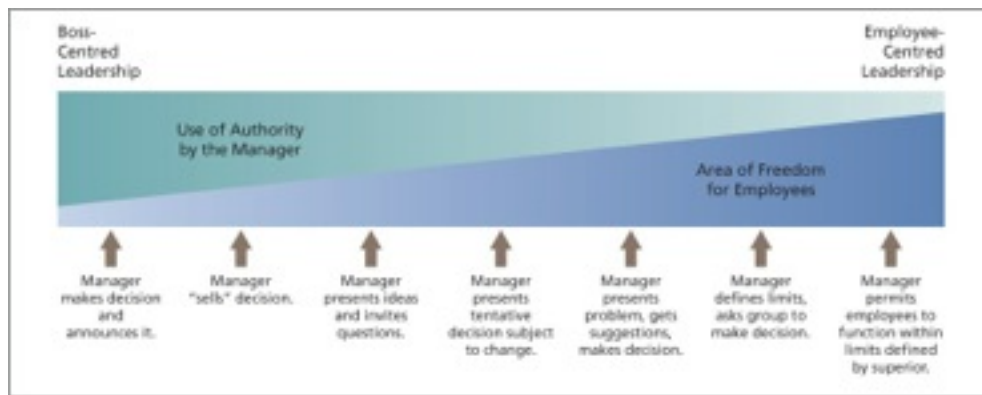 Boss-
Centred
Leadership
Employee-
Centred
Leadership
Use of Authority
by the Manager
Area of Freedom
for Employees
Manager
makes decision
and
announces it.
Manager
"sells" decision.
Manager
presents ideas
and invites
questions.
Manager
presents
tentative
decision subject
to change.
Manager
presents
problem, gets
suggestions,
makes decision.
Manager
defines limits,
asks group to
make decision.
Manager
permits
employees to
function within
limits defined
by superior.